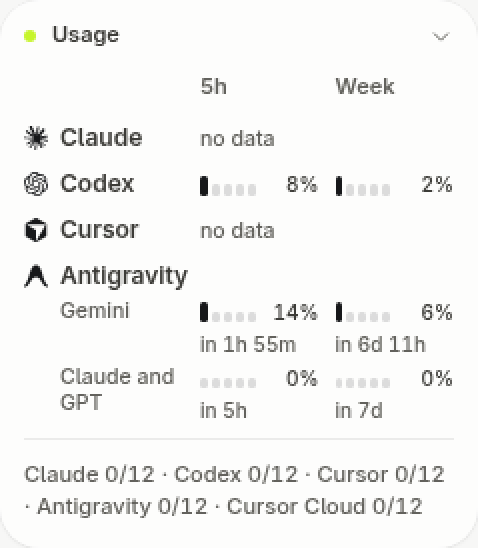 Usage
5h Week
Claude no data
Codex 8% 2%
Cursor no data
Antigravity
Gemini 14% 6%
in 1h 55m in 6d 11h
Claude and GPT 0% 0%
in 5h in 7d
Claude 0/12 · Codex 0/12 · Cursor 0/12
· Antigravity 0/12 · Cursor Cloud 0/12